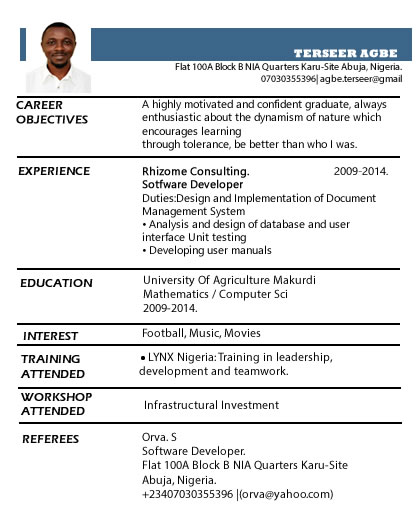 TERSEER AGBE
Flat 100A Block B NIA Quarters Karu-Site Abuja, Nigeria.
07030355396| agbe.terseer@gmail
CAREER
OBJECTIVES
A highly motivated and confident graduate, always
enthusiastic about the dynamism of nature which
encourages learning
through tolerance, be better than who I was.
EXPERIENCE
Rhizome Consulting. 2009-2014.
Sotfware Developer
Duties:Design and Implementation of Document
Management System
• Analysis and design of database and user
interface Unit testing
• Developing user manuals
EDUCATION
University Of Agriculture Makurdi
Mathematics / Computer Sci
2009-2014.
INTEREST
Football, Music, Movies
TRAINING
ATTENDED
• LYNX Nigeria: Training in leadership,
development and teamwork.
WORKSHOP
ATTENDED
Infrastructural Investment
REFEREES
Orva. S
Software Developer.
Flat 100A Block B NIA Quarters Karu-Site
Abuja, Nigeria.
+23407030355396 |(orva@yahoo.com)